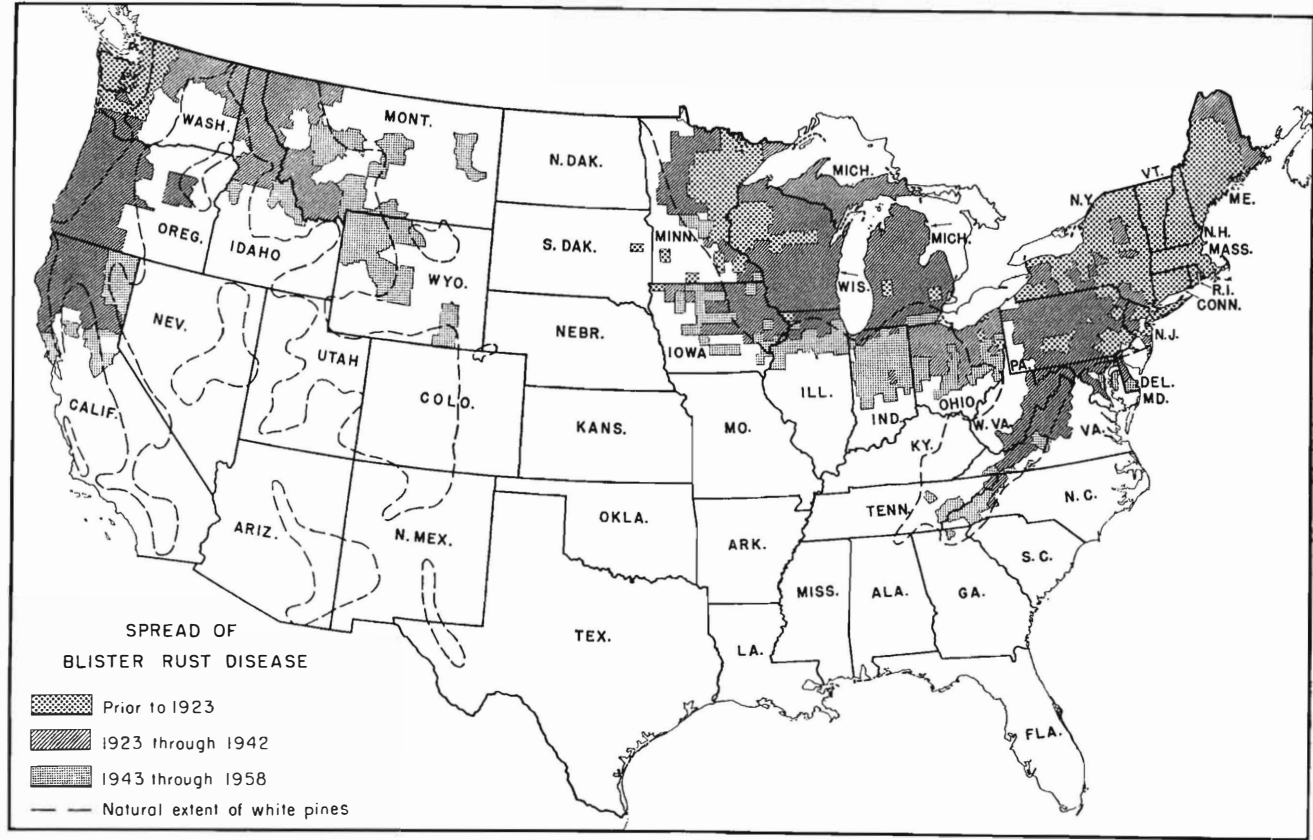 WASH.
MONT.
N. DAK.
MICH.
VT.
N.Y.
ME.
OREG.
IDAHO
S. DAK.
MINN.
MICH.
N.H.
MASS.
WYO.
WIS.
R.I.
CONN.
NEV.
UTAH
NEBR.
IOWA
N.J.
PA.
CALIF.
COLO.
ILL.
IND.
OHIO
DEL.
MD.
W. VA.
VA.
KANS.
MO.
KY.
ARIZ.
N. MEX.
OKLA.
TENN.
N. C.
ARK.
S.C.
MISS.
ALA.
GA.
TEX.
LA.
FLA.
SPREAD OF
BLISTER RUST DISEASE
Prior to 1923
1923 through 1942
1943 through 1958
Natural extent of white pines